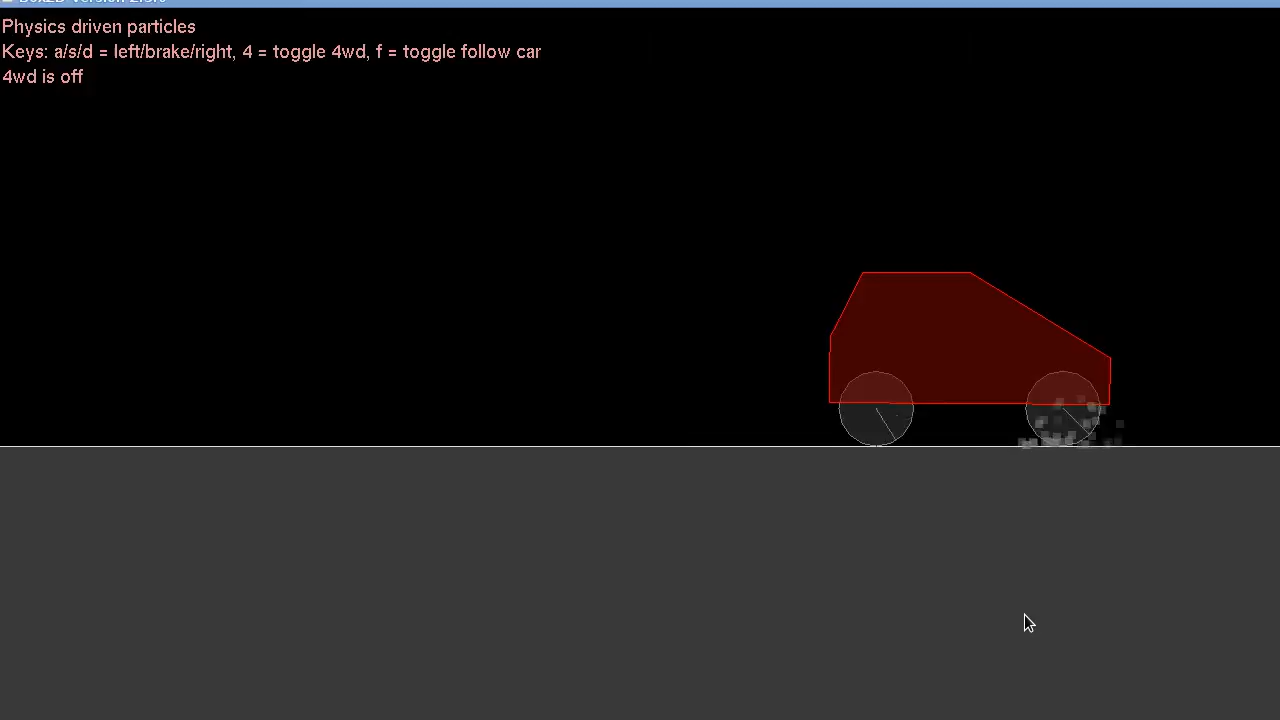 Physics driven particles
Keys: a/s/d = left/brake/right, 4 = toggle 4wd, f = toggle follow car
4wd is off